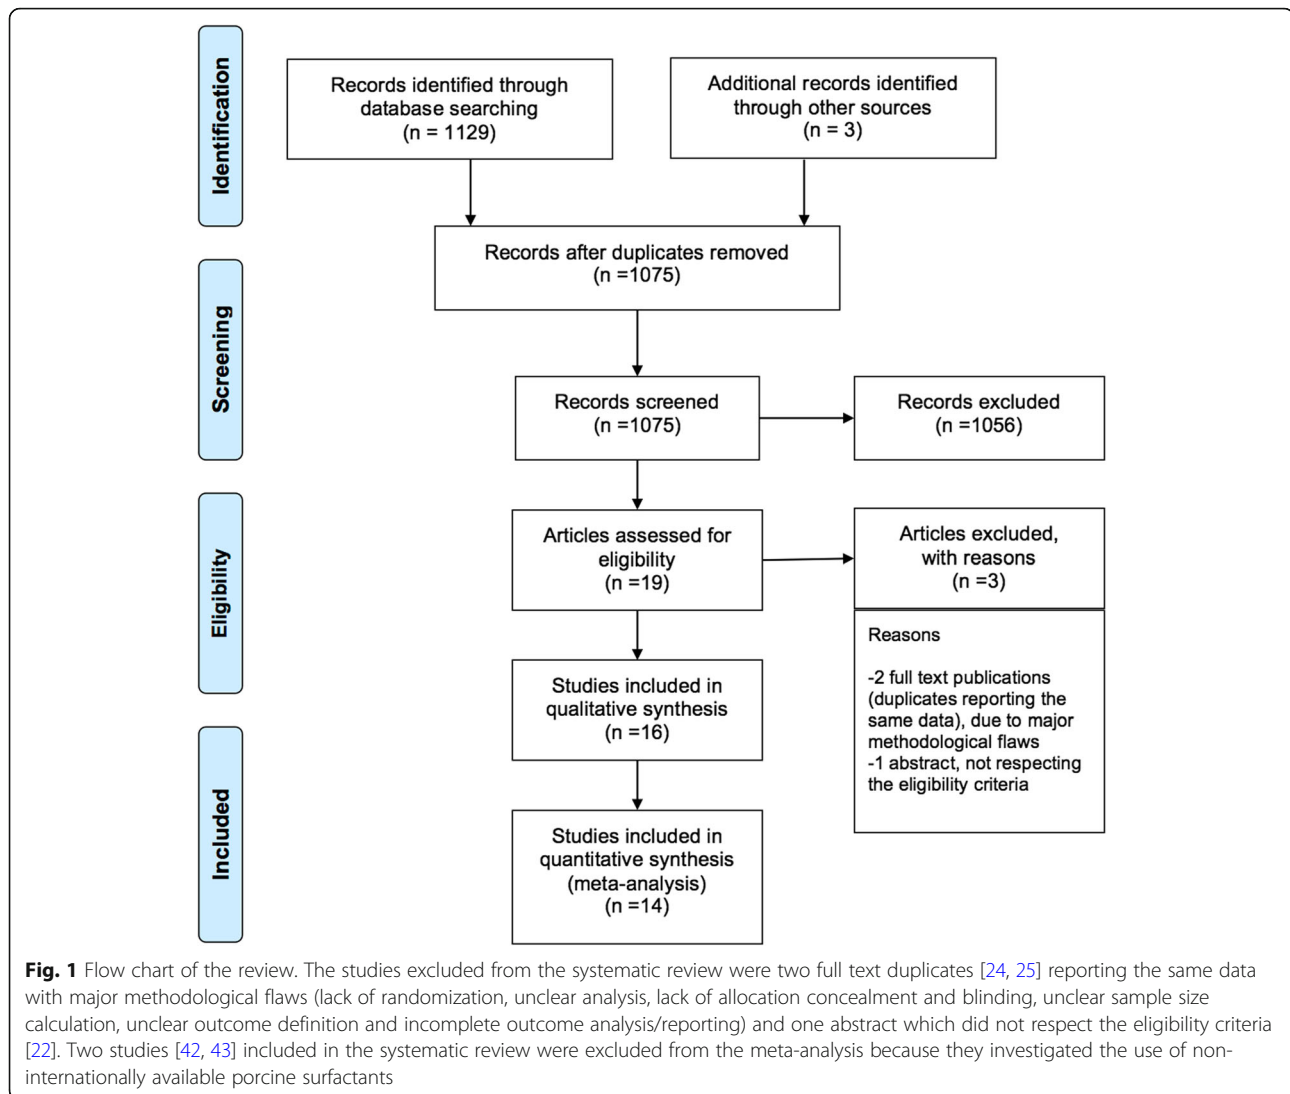 Identification
Records identified through
database searching
(n = 1129)
Additional records identified
through other sources
(n = 3)
Records after duplicates removed
(n =1075)
Screening
Records screened
(n =1075)
Records excluded
(n =1056)
Eligibility
Articles assessed for
eligibility
(n =19)
Articles excluded,
with reasons
(n =3)
Reasons
-2 full text publications
(duplicates reporting the
same data), due to major
methodological flaws
-1 abstract, not respecting
the eligibility criteria
Studies included in
qualitative synthesis
(n =16)
Included
Studies included in
quantitative synthesis
(meta-analysis)
(n =14)
Fig. 1 Flow chart of the review. The studies excluded from the systematic review were two full text duplicates [24, 25] reporting the same data
with major methodological flaws (lack of randomization, unclear analysis, lack of allocation concealment and blinding, unclear sample size
calculation, unclear outcome definition and incomplete outcome analysis/reporting) and one abstract which did not respect the eligibility criteria
[22]. Two studies [42, 43] included in the systematic review were excluded from the meta-analysis because they investigated the use of non-
internationally available porcine surfactants